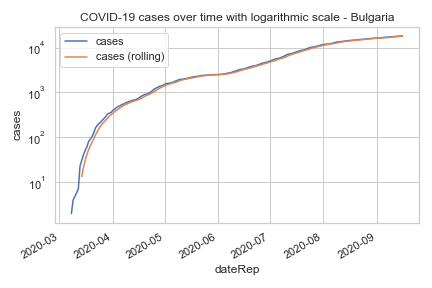 COVID-19 cases over time with logarithmic scale - Bulgaria
cases
cases (rolling)
cases
10⁴
10³
10²
10¹
2020-03
2020-04
2020-05
2020-06
2020-07
2020-08
2020-09
dateRep